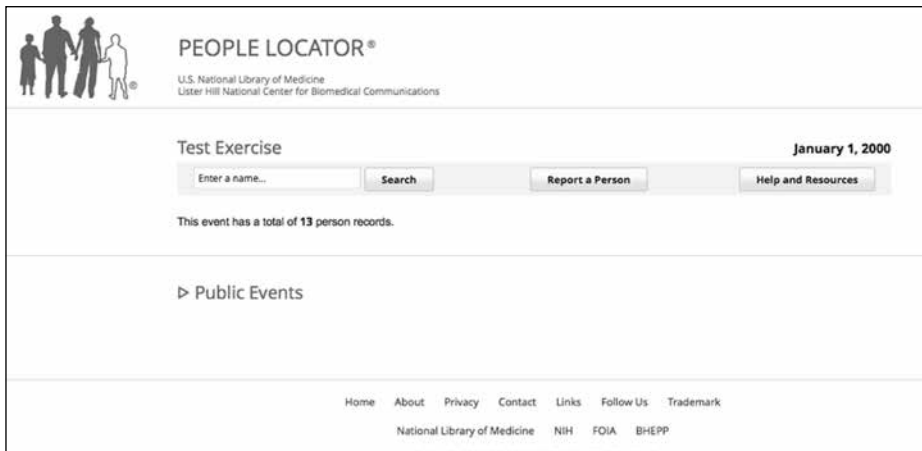 PEOPLE LOCATOR®
U.S. National Library of Medicine
Lister Hill National Center for Biomedical Communications
®
Test Exercise
January 1, 2000
Enter a name...
Search
Report a Person
Help and Resources
This event has a total of 13 person records.
▷ Public Events
Home About Privacy Contact Links Follow Us Trademark
National Library of Medicine NIH FOIA BHEPP